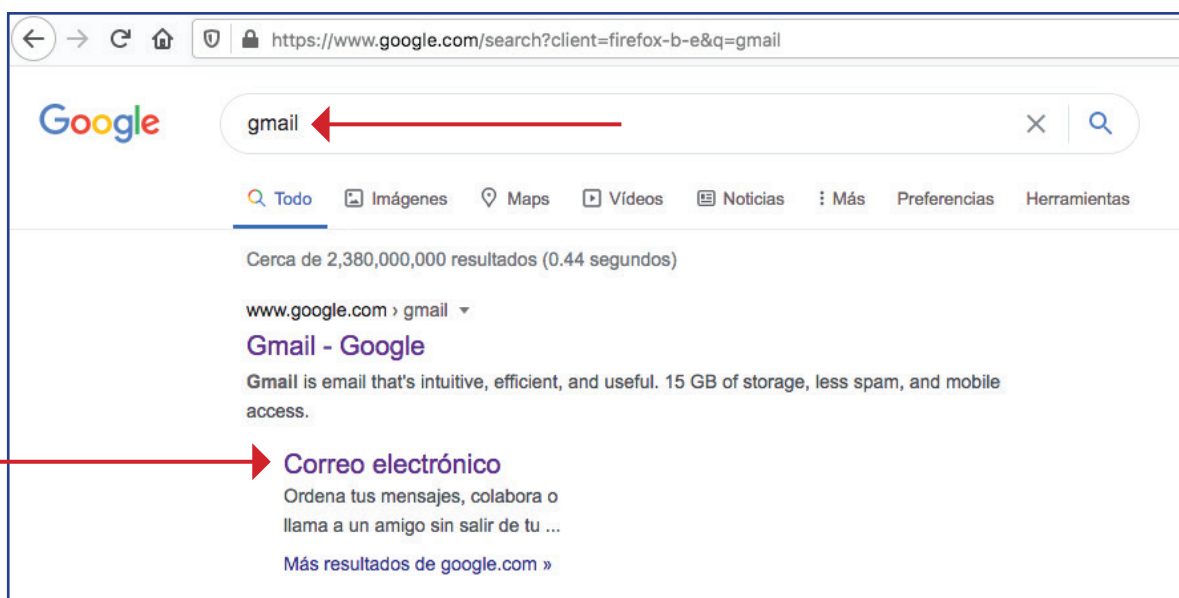 https://www.google.com/search?client=firefox-b-e&q=gmail
Google
gmail
Todo Imágenes Maps Vídeos Noticias Más Preferencias Herramientas
Cerca de 2,380,000,000 resultados (0.44 segundos)
www.google.com › gmail
Gmail - Google
Gmail is email that's intuitive, efficient, and useful. 15 GB of storage, less spam, and mobile
access.
Correo electrónico
Ordena tus mensajes, colabora o
llama a un amigo sin salir de tu ...
Más resultados de google.com »